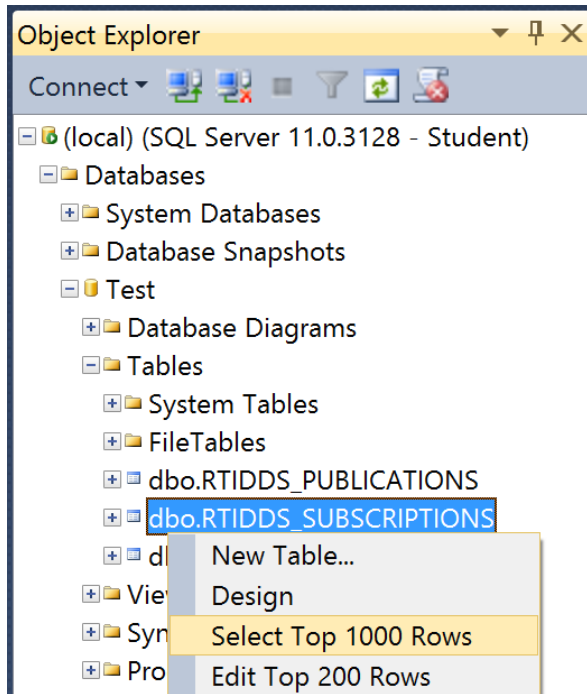 Object Explorer
Connect
(local) (SQL Server 11.0.3128 - Student)
Databases
System Databases
Database Snapshots
Test
Database Diagrams
Tables
System Tables
FileTables
dbo.RTIDDS_PUBLICATIONS
dbo.RTIDDS_SUBSCRIPTIONS
New Table...
Design
Select Top 1000 Rows
Edit Top 200 Rows